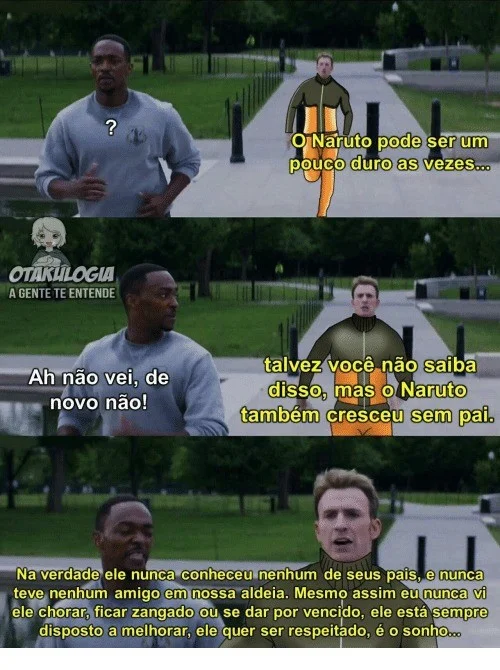 ?
O Naruto pode ser um
pouco duro as vezes...
OTAKULOGIA
A GENTE TE ENTENDE
Ah não vei, de
novo não!
talvez você não saiba
disso, mas o Naruto
também cresceu sem pai.
Na verdade ele nunca conheceu nenhum de seus pais, e nunca
teve nenhum amigo em nossa aldeia. Mesmo assim eu nunca vi
ele chorar, ficar zangado ou se dar por vencido, ele está sempre
disposto a melhorar, ele quer ser respeitado, é o sonho...